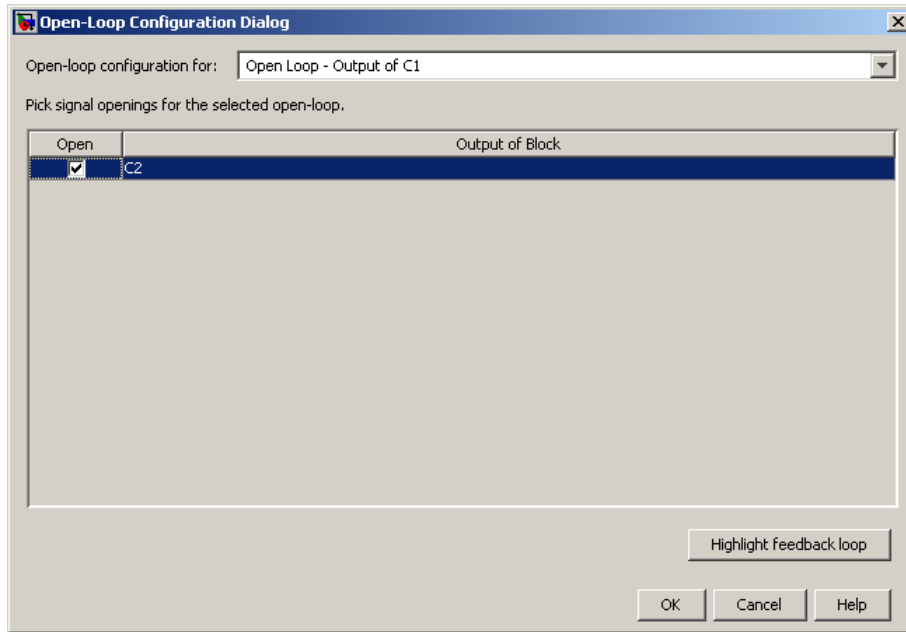 Open-Loop Configuration Dialog
Open-loop configuration for: Open Loop - Output of C1
Pick signal openings for the selected open-loop.
Open Output of Block
C2
Highlight feedback loop
OK Cancel Help